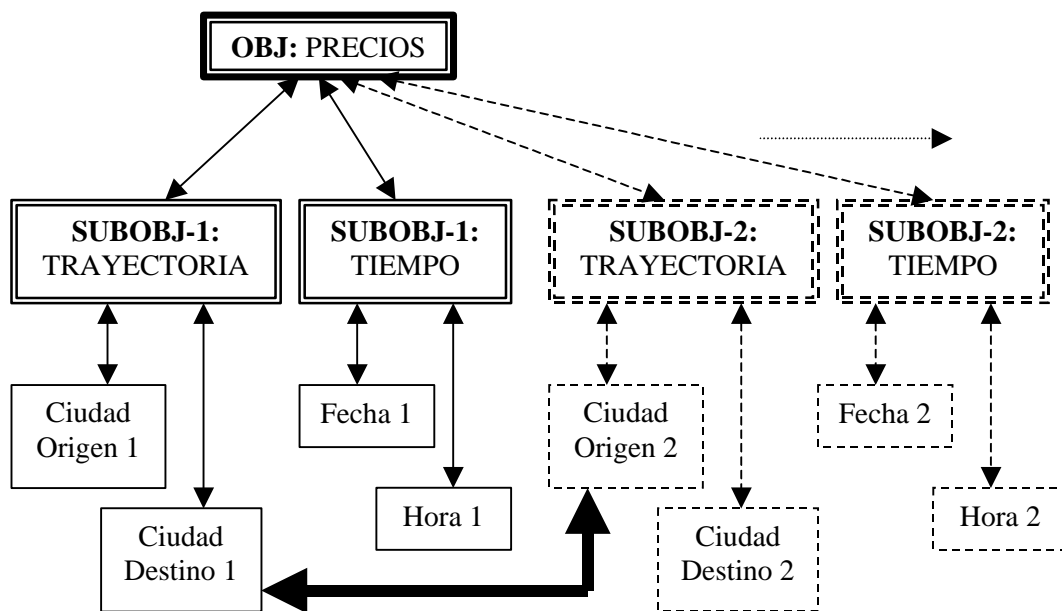 OBJ: PRECIOS
SUBOBJ-1:
TRAYECTORIA
SUBOBJ-1:
TIEMPO
SUBOBJ-2:
TRAYECTORIA
SUBOBJ-2:
TIEMPO
Ciudad
Origen 1
Fecha 1
Ciudad
Origen 2
Fecha 2
Ciudad
Destino 1
Hora 1
Ciudad
Destino 2
Hora 2